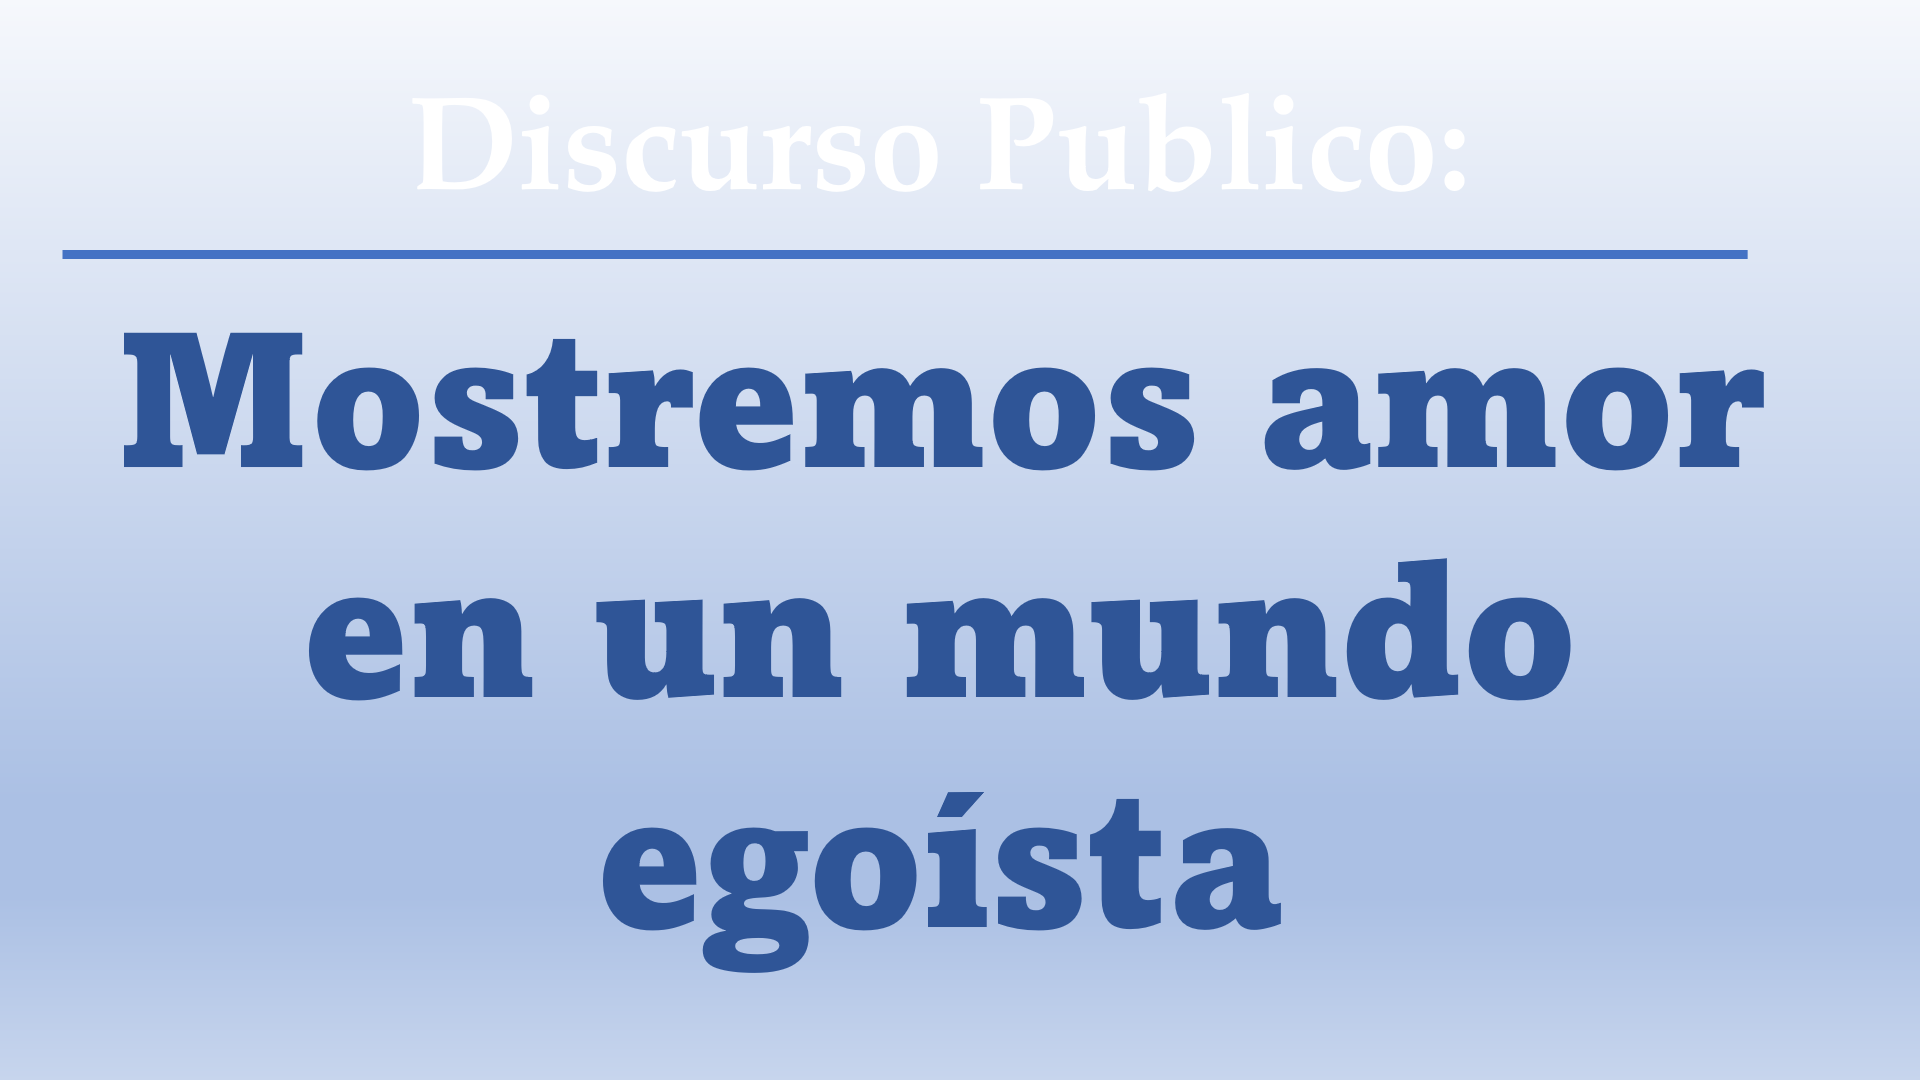 Discurso Publico:
Mostremos amor
en un mundo
egoísta